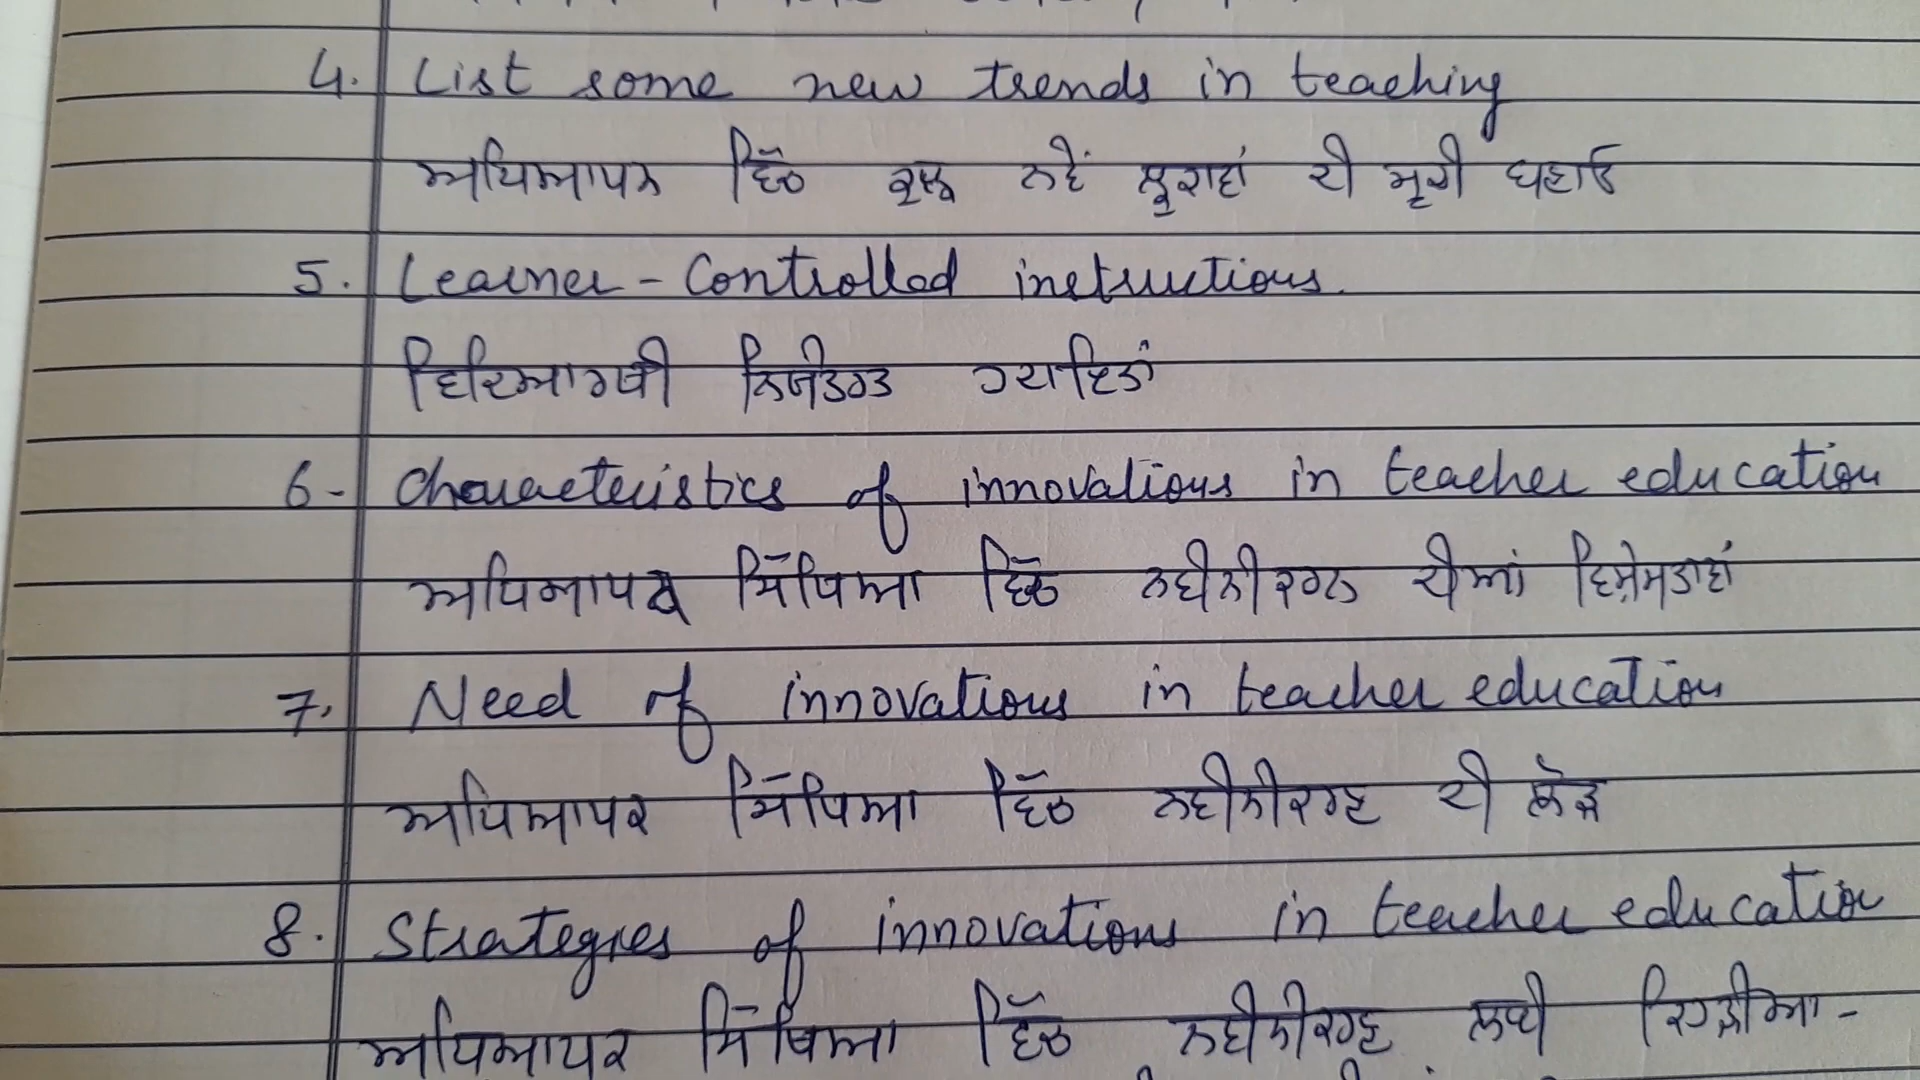 4. List some new trends in teaching
ਅਧਿਆਪਨ ਵਿੱਚ ਕੁਝ ਨਵੇਂ ਰੁਝਾਨਾਂ ਦੀ ਸੂਚੀ ਬਣਾਓ
5. Learner-Controlled instructions.
ਵਿਦਿਆਰਥੀ ਨਿਯੰਤਰਿਤ ਹਦਾਇਤਾਂ
6- Characteristics of innovations in teacher education
ਅਧਿਆਪਕ ਸਿੱਖਿਆ ਵਿੱਚ ਨਵੀਨੀਕਰਨ ਦੀਆਂ ਵਿਸ਼ੇਸਤਾਵਾਂ
7. Need of innovations in teacher education
ਅਧਿਆਪਕ ਸਿੱਖਿਆ ਵਿੱਚ ਨਵੀਨੀਕਰਣ ਦੀ ਲੋੜ
8. Strategies of innovations in teacher education
ਅਧਿਆਪਕ ਸਿੱਖਿਆ ਵਿੱਚ ਨਵੀਨੀਕਰਣ